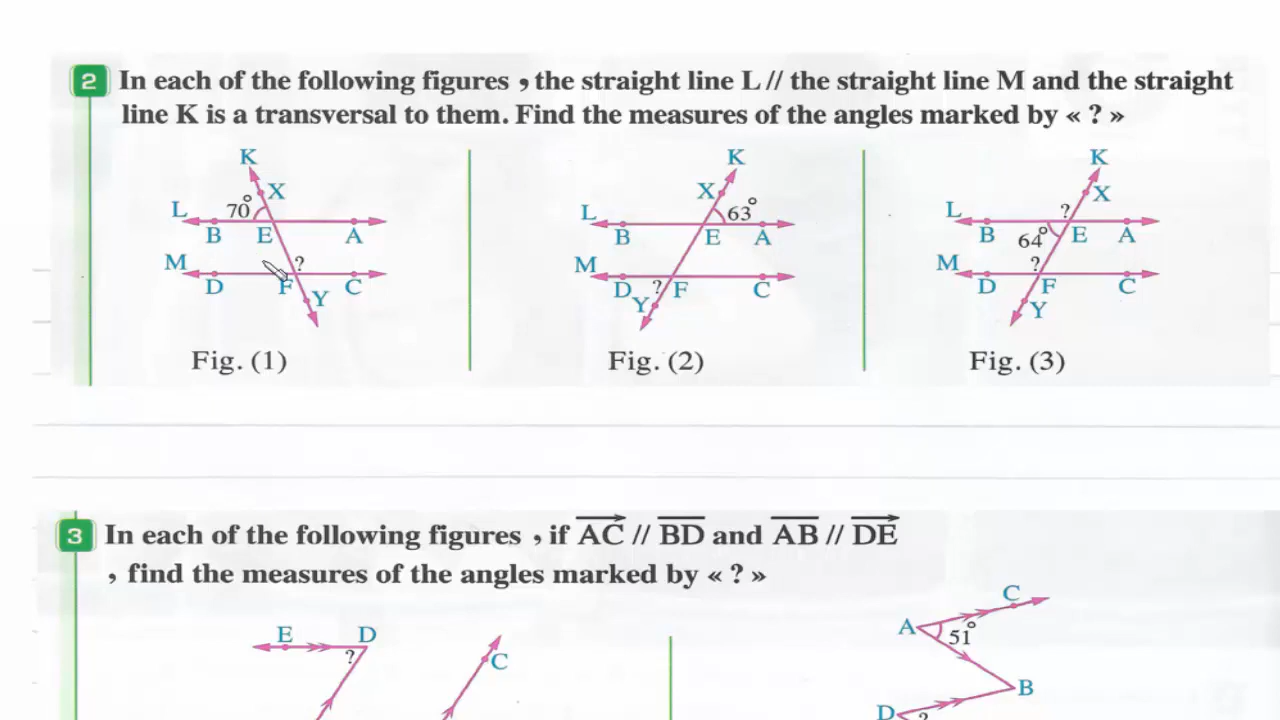 2 In each of the following figures , the straight line L // the straight line M and the straight
line K is a transversal to them. Find the measures of the angles marked by « ? »
K
X
L
70°
B
E
A
M
?
D
F
C
Y
Fig. (1)
K
X
L
63°
B
E
A
M
D
?
F
C
Y
Fig. (2)
K
X
L
?
B
64°
E
A
M
?
D
F
C
Y
Fig. (3)
3 In each of the following figures , if AC // BD and AB // DE
, find the measures of the angles marked by « ? »
E
D
?
C
C
A
51°
B
D
?